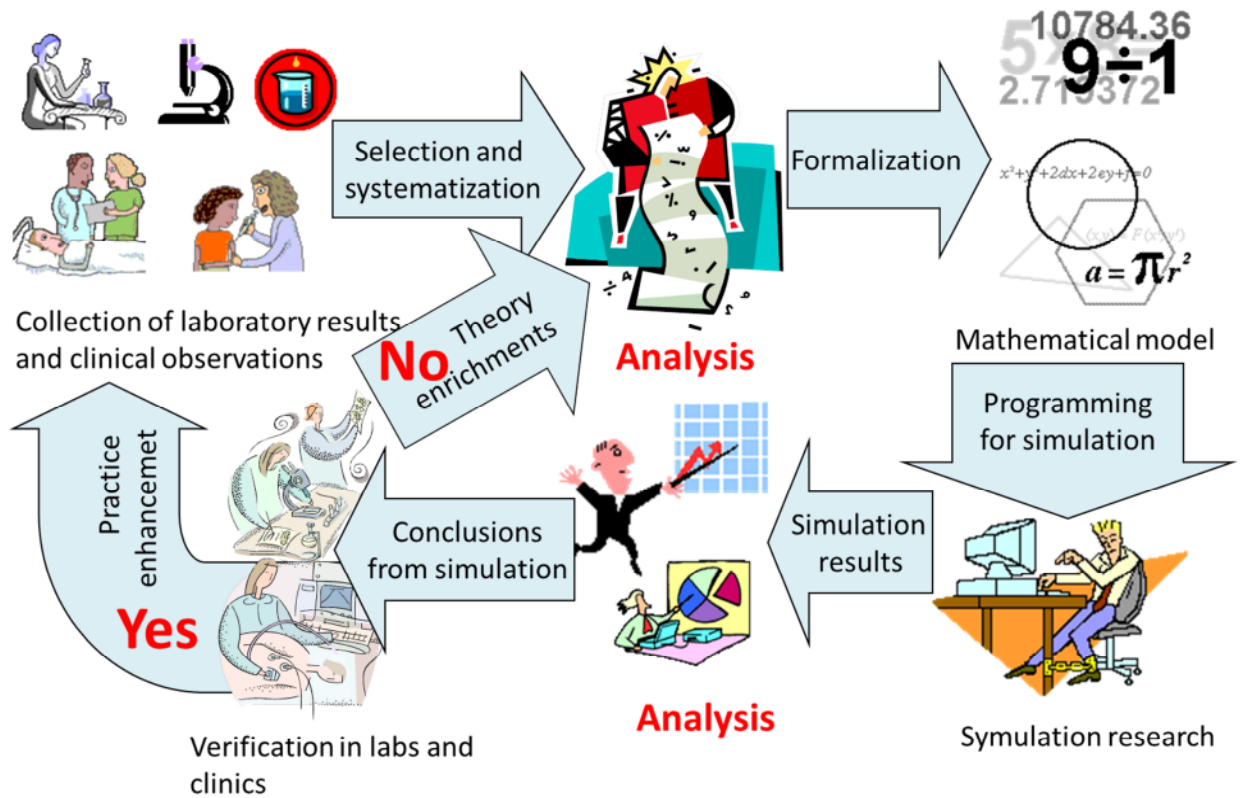 10784.36
5×8=
9÷1
2.719372
Selection and
systematization
Formalization
x²+y²+2dx+2ey+f=0
(x,y) = F(x',y')
a = πr²
Collection of laboratory results
and clinical observations
No
Theory
enrichments
Analysis
Mathematical model
Programming
for simulation
Practice
enhancemet
Yes
Conclusions
from simulation
Simulation
results
Analysis
Symulation research
Verification in labs and
clinics